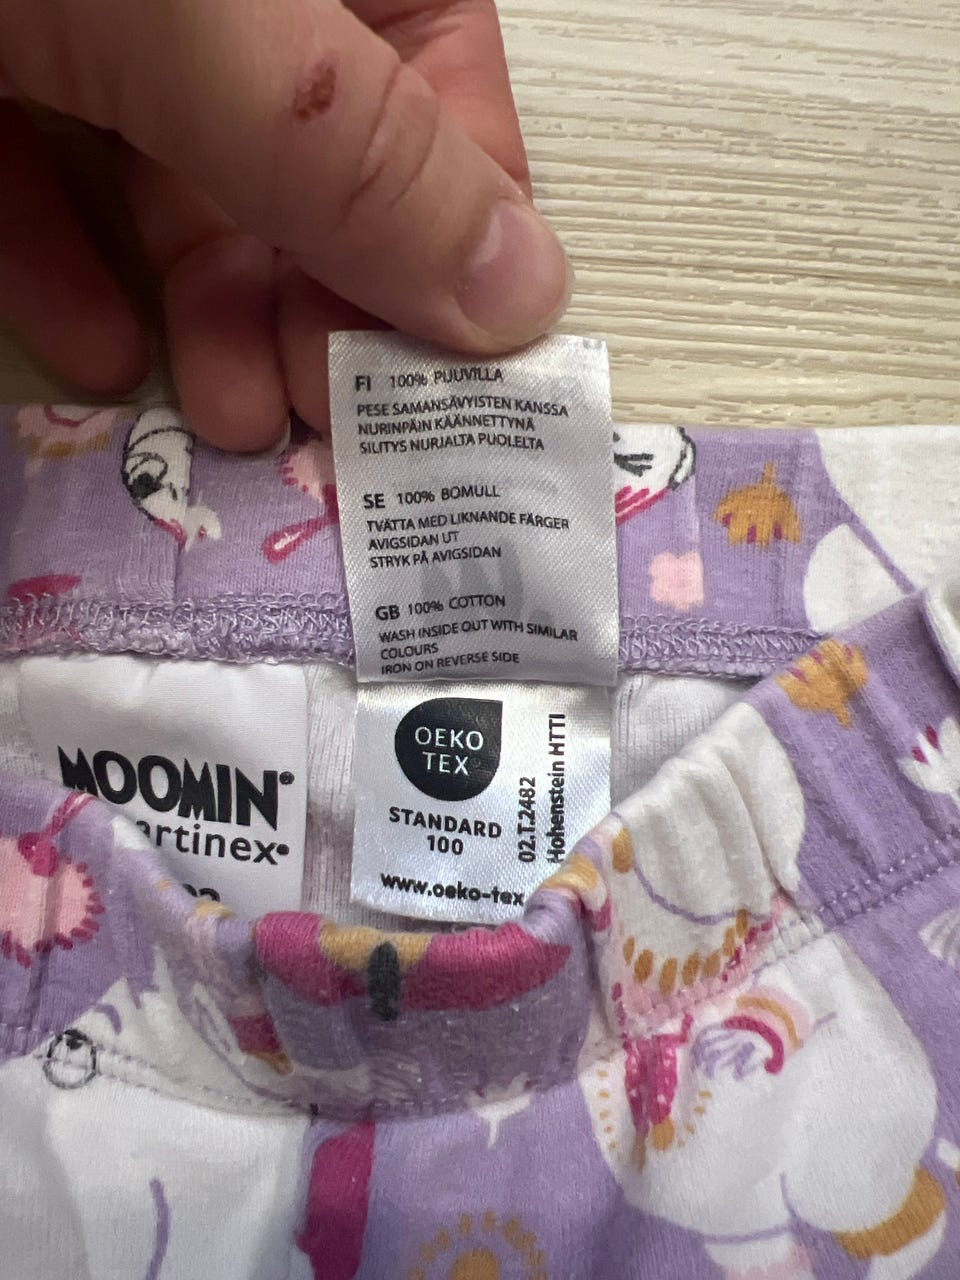 FI 100% PUUVILLA
PESE SAMANSÄVYISTEN KANSSA
NURINPÄIN KÄÄNNETTYNÄ
SILITYS NURJALTA PUOLELTA
SE 100% BOMULL
TVÄTTA MED LIKNANDE FÄRGER
AVIGSIDAN UT
STRYK PÅ AVIGSIDAN
GB 100% COTTON
WASH INSIDE OUT WITH SIMILAR
COLOURS
IRON ON REVERSE SIDE
MOOMIN®
artinex®
OEKO
TEX®
STANDARD
100
02.T.2482
Hohenstein HTTI
www.oeko-tex